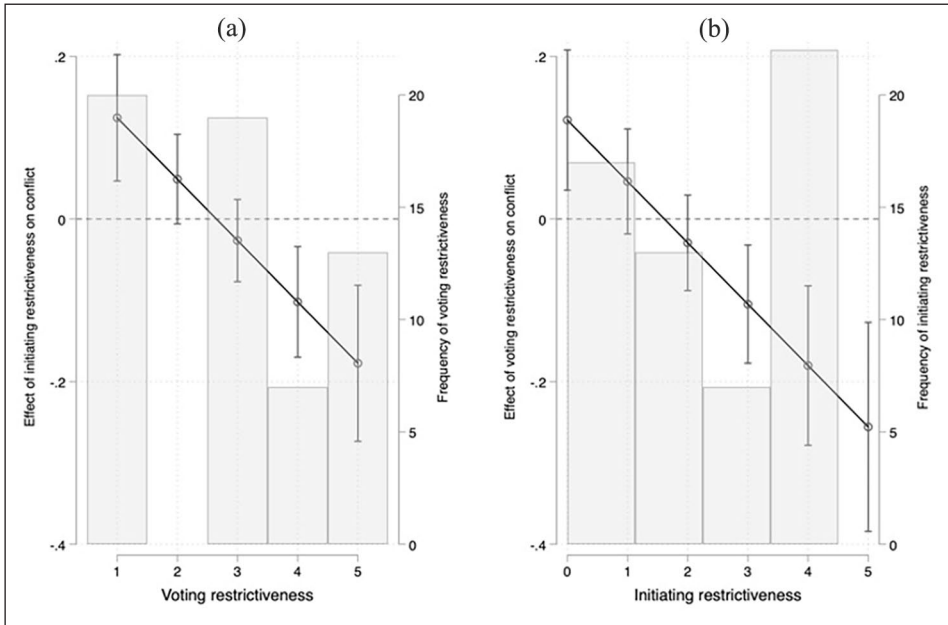 (a)
.2
0
-.2
-.4
Effect of initiating restrictiveness on conflict
20
15
10
5
0
Frequency of voting restrictiveness
1 2 3 4 5
Voting restrictiveness
(b)
.2
0
-.2
-.4
Effect of voting restrictiveness on conflict
20
15
10
5
0
Frequency of initiating restrictiveness
0 1 2 3 4 5
Initiating restrictiveness